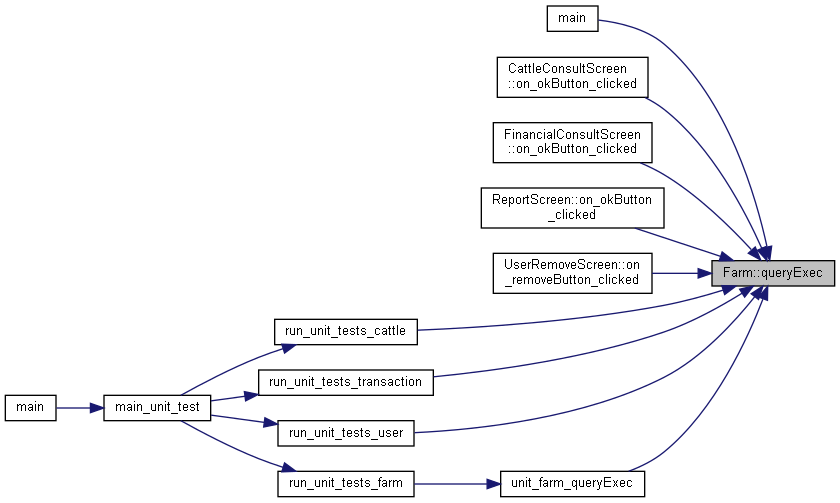 main
CattleConsultScreen
::on_okButton_clicked
FinancialConsultScreen
::on_okButton_clicked
ReportScreen::on_okButton
_clicked
UserRemoveScreen::on
_removeButton_clicked
Farm::queryExec
run_unit_tests_cattle
run_unit_tests_transaction
main
main_unit_test
run_unit_tests_user
run_unit_tests_farm
unit_farm_queryExec